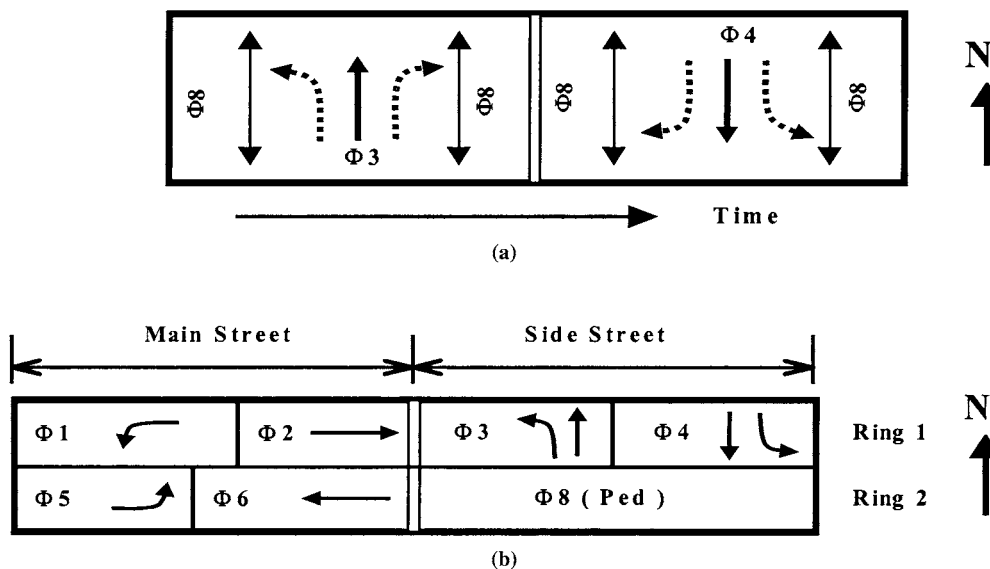 Φ4
N
Φ8 Φ8 Φ8 Φ8
Φ3
Time
(a)
Main Street Side Street
N
Φ1 Φ2 Φ3 Φ4 Ring 1
Φ5 Φ6 Φ8 (Ped) Ring 2
(b)